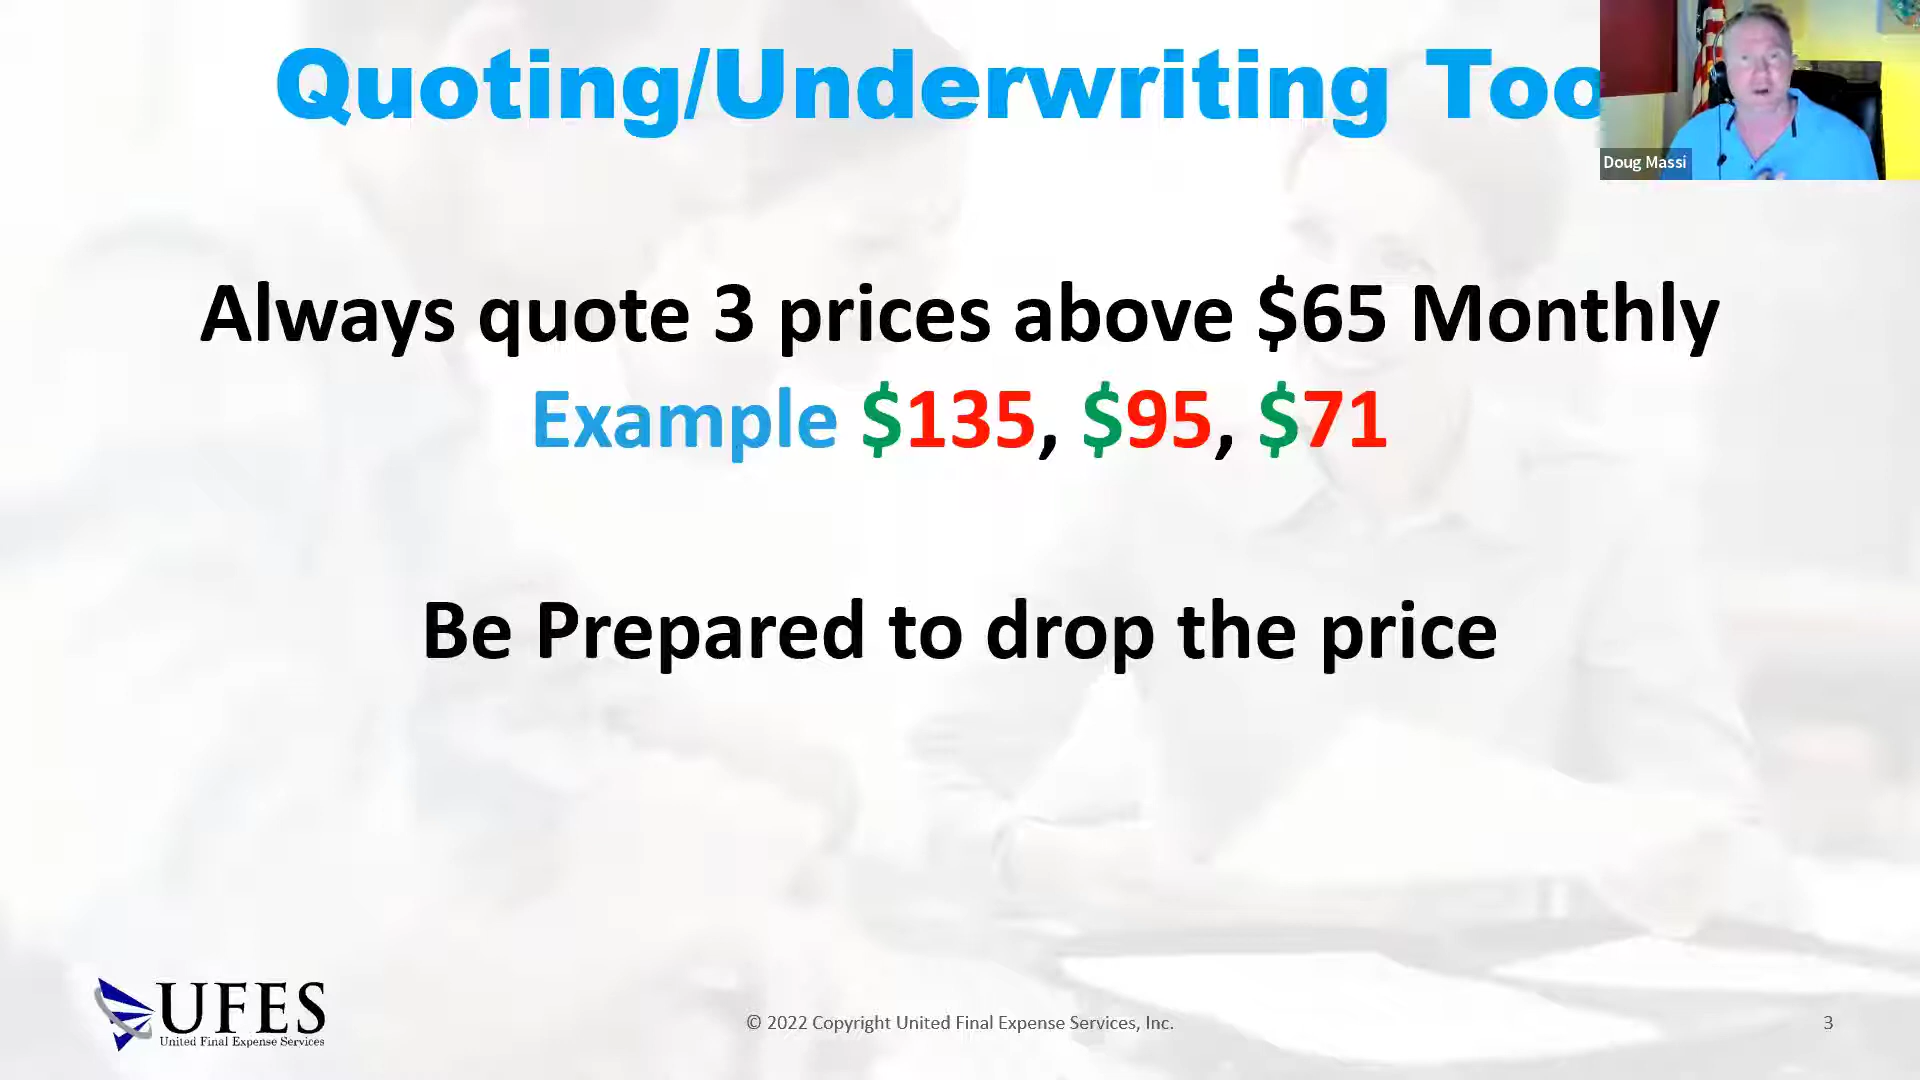 Quoting/Underwriting Too
Doug Massi
Always quote 3 prices above $65 Monthly
Example $135, $95, $71
Be Prepared to drop the price
UFES
United Final Expense Services
© 2022 Copyright United Final Expense Services, Inc.
3